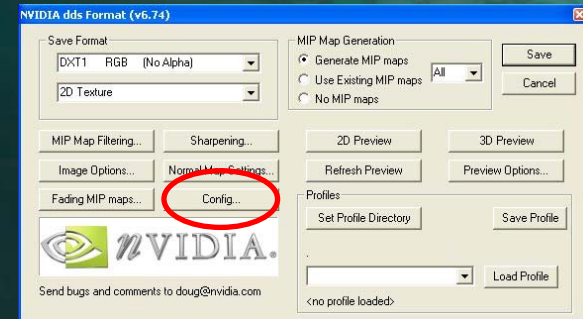 NVIDIA dds Format (v6.74)
Save Format
DXT1 RGB (No Alpha)
2D Texture
MIP Map Generation
Generate MIP maps
Use Existing MIP maps
No MIP maps
All
Save
Cancel
MIP Map Filtering...
Sharpening...
2D Preview
3D Preview
Image Options...
Normal Map Settings...
Refresh Preview
Preview Options...
Fading MIP maps...
Config...
Profiles
Set Profile Directory
Save Profile
.
nVIDIA.
Load Profile
Send bugs and comments to doug@nvidia.com
<no profile loaded>